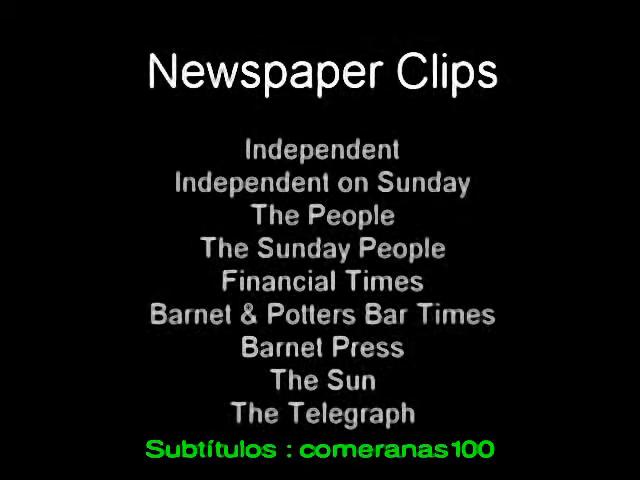 Newspaper Clips
Independent
Independent on Sunday
The People
The Sunday People
Financial Times
Barnet & Potters Bar Times
Barnet Press
The Sun
The Telegraph
Subtítulos : comeranas100